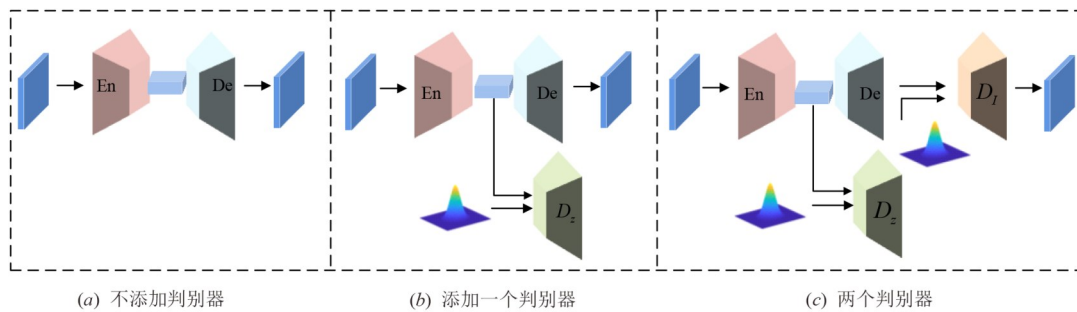 En De
En De
D_z
En De D_I
D_z
(a) 不添加判别器
(b) 添加一个判别器
(c) 两个判别器